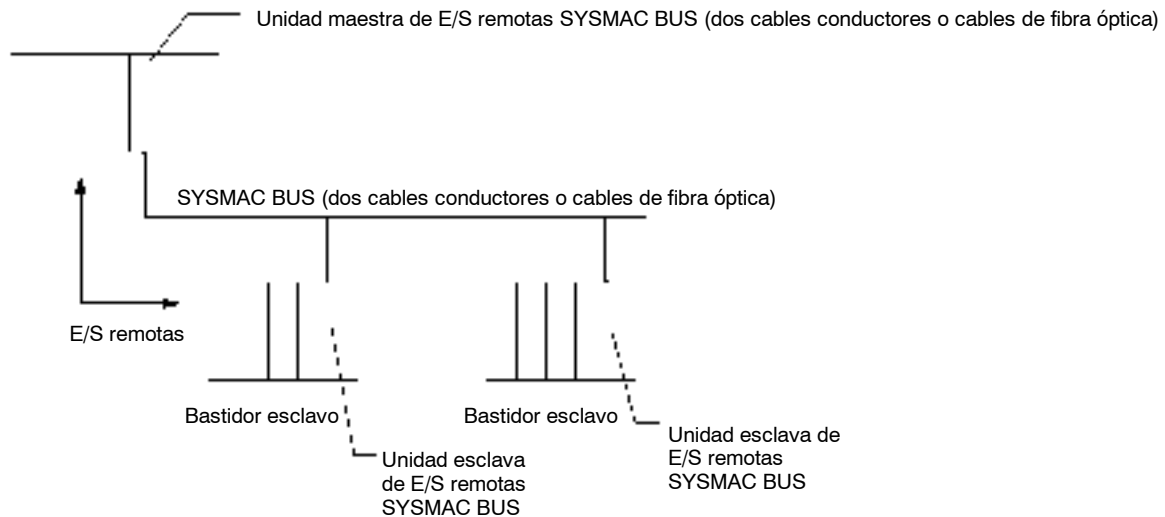 Unidad maestra de E/S remotas SYSMAC BUS (dos cables conductores o cables de fibra óptica)
SYSMAC BUS (dos cables conductores o cables de fibra óptica)
E/S remotas
Bastidor esclavo
Bastidor esclavo
Unidad esclava
de E/S remotas
SYSMAC BUS
Unidad esclava de
E/S remotas
SYSMAC BUS